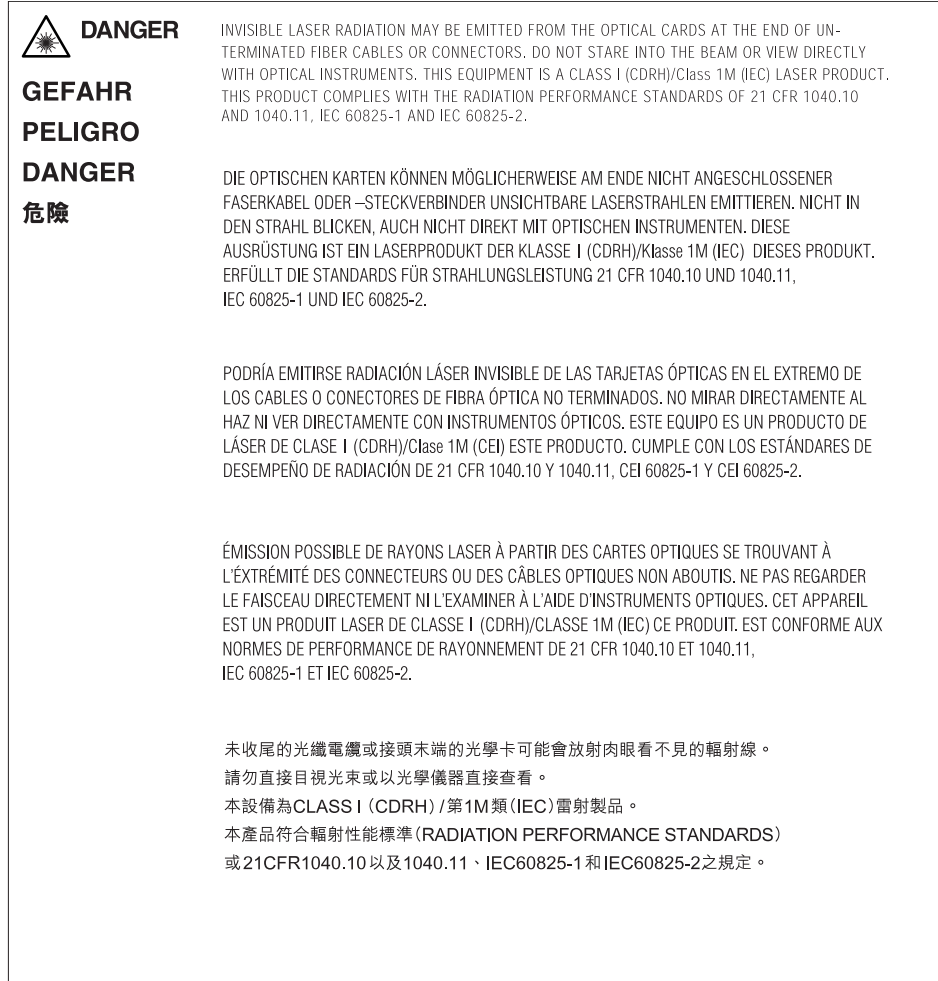 DANGER
GEFAHR
PELIGRO
DANGER
危險
INVISIBLE LASER RADIATION MAY BE EMITTED FROM THE OPTICAL CARDS AT THE END OF UN-
TERMINATED FIBER CABLES OR CONNECTORS. DO NOT STARE INTO THE BEAM OR VIEW DIRECTLY
WITH OPTICAL INSTRUMENTS. THIS EQUIPMENT IS A CLASS I (CDRH)/Class 1M (IEC) LASER PRODUCT.
THIS PRODUCT COMPLIES WITH THE RADIATION PERFORMANCE STANDARDS OF 21 CFR 1040.10
AND 1040.11, IEC 60825-1 AND IEC 60825-2.
DIE OPTISCHEN KARTEN KÖNNEN MÖGLICHERWEISE AM ENDE NICHT ANGESCHLOSSENER
FASERKABEL ODER –STECKVERBINDER UNSICHTBARE LASERSTRAHLEN EMITTIEREN. NICHT IN
DEN STRAHL BLICKEN, AUCH NICHT DIREKT MIT OPTISCHEN INSTRUMENTEN. DIESE
AUSRÜSTUNG IST EIN LASERPRODUKT DER KLASSE I (CDRH)/Klasse 1M (IEC) DIESES PRODUKT.
ERFÜLLT DIE STANDARDS FÜR STRAHLUNGSLEISTUNG 21 CFR 1040.10 UND 1040.11,
IEC 60825-1 UND IEC 60825-2.
PODRÍA EMITIRSE RADIACIÓN LÁSER INVISIBLE DE LAS TARJETAS ÓPTICAS EN EL EXTREMO DE
LOS CABLES O CONECTORES DE FIBRA ÓPTICA NO TERMINADOS. NO MIRAR DIRECTAMENTE AL
HAZ NI VER DIRECTAMENTE CON INSTRUMENTOS ÓPTICOS. ESTE EQUIPO ES UN PRODUCTO DE
LÁSER DE CLASE I (CDRH)/Clase 1M (CEI) ESTE PRODUCTO. CUMPLE CON LOS ESTÁNDARES DE
DESEMPEÑO DE RADIACIÓN DE 21 CFR 1040.10 Y 1040.11, CEI 60825-1 Y CEI 60825-2.
ÉMISSION POSSIBLE DE RAYONS LASER À PARTIR DES CARTES OPTIQUES SE TROUVANT À
L'ÉXTRÉMITÉ DES CONNECTEURS OU DES CÂBLES OPTIQUES NON ABOUTIS. NE PAS REGARDER
LE FAISCEAU DIRECTEMENT NI L'EXAMINER À L'AIDE D'INSTRUMENTS OPTIQUES. CET APPAREIL
EST UN PRODUIT LASER DE CLASSE I (CDRH)/CLASSE 1M (IEC) CE PRODUIT. EST CONFORME AUX
NORMES DE PERFORMANCE DE RAYONNEMENT DE 21 CFR 1040.10 ET 1040.11,
IEC 60825-1 ET IEC 60825-2.
未收尾的光纖電纜或接頭末端的光學卡可能會放射肉眼看不見的輻射線。
請勿直接目視光束或以光學儀器直接查看。
本設備為CLASS I (CDRH) /第1M類(IEC)雷射製品。
本產品符合輻射性能標準(RADIATION PERFORMANCE STANDARDS)
或21CFR1040.10以及1040.11、IEC60825-1和IEC60825-2之規定。